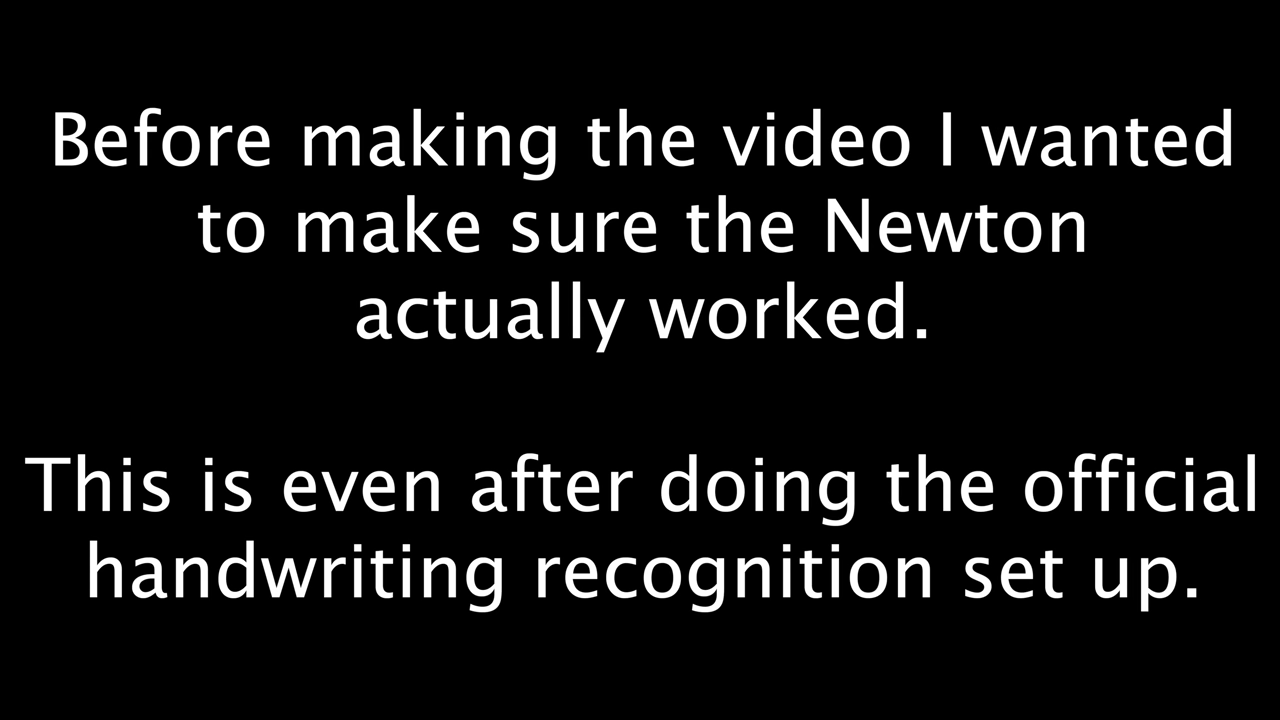 Before making the video I wanted
to make sure the Newton
actually worked.
This is even after doing the official
handwriting recognition set up.